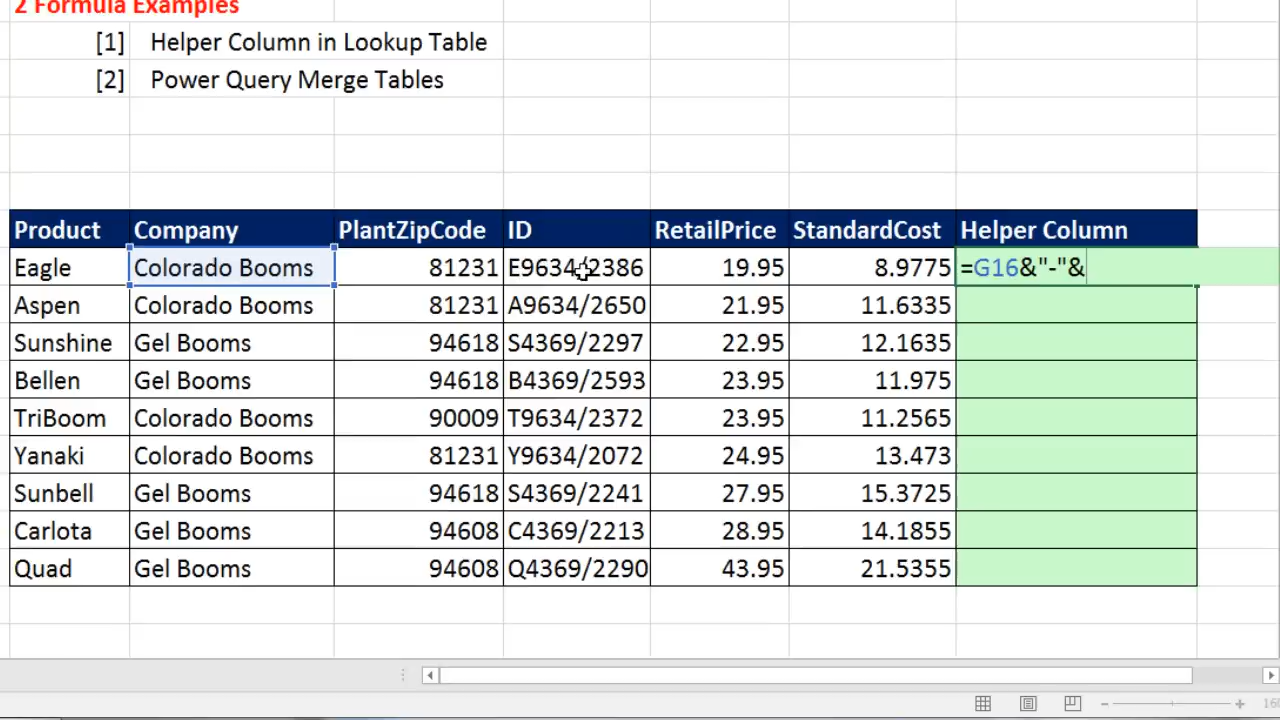 2 Formula Examples
[1] Helper Column in Lookup Table
[2] Power Query Merge Tables
Product Company PlantZipCode ID RetailPrice StandardCost Helper Column
Eagle Colorado Booms 81231 E9634/2386 19.95 8.9775 =G16&"-"&
Aspen Colorado Booms 81231 A9634/2650 21.95 11.6335
Sunshine Gel Booms 94618 S4369/2297 22.95 12.1635
Bellen Gel Booms 94618 B4369/2593 23.95 11.975
TriBoom Colorado Booms 90009 T9634/2372 23.95 11.2565
Yanaki Colorado Booms 81231 Y9634/2072 24.95 13.473
Sunbell Gel Booms 94618 S4369/2241 27.95 15.3725
Carlota Gel Booms 94608 C4369/2213 28.95 14.1855
Quad Gel Booms 94608 Q4369/2290 43.95 21.5355